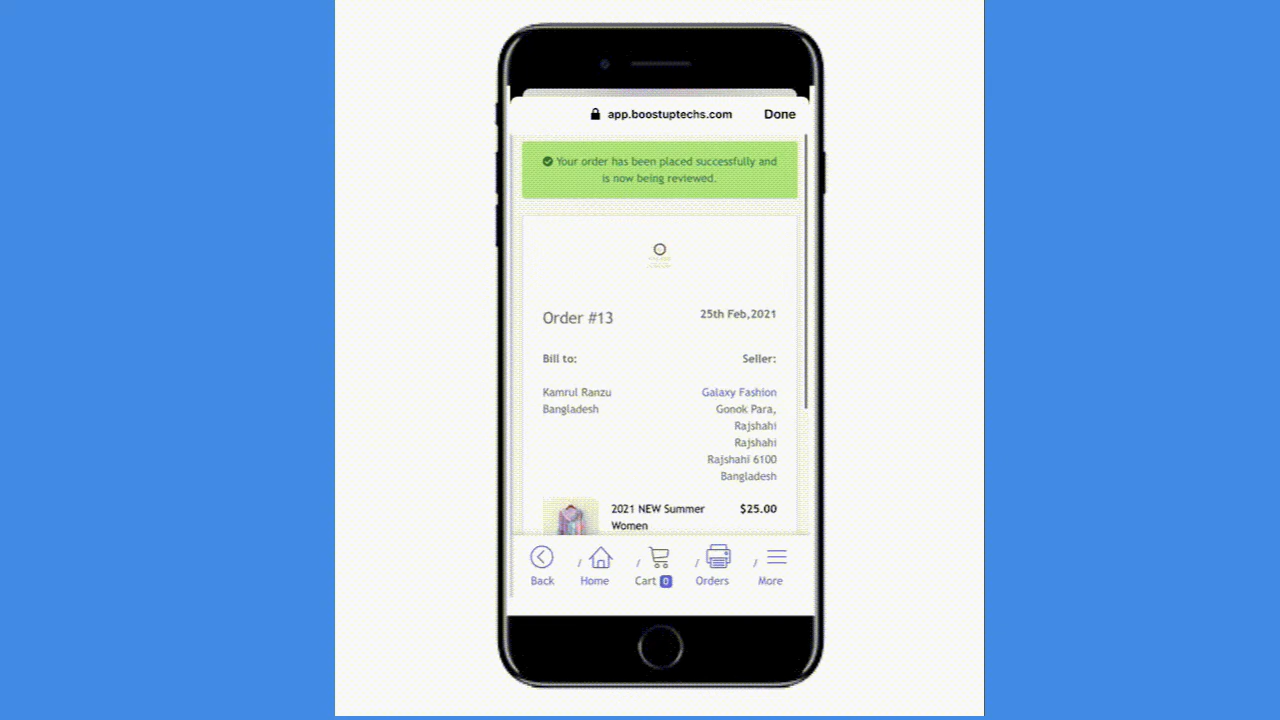 app.boostuptechs.com Done
Your order has been placed successfully and
is now being reviewed.
Order #13 25th Feb,2021
Bill to: Seller:
Kamrul Ranzu Galaxy Fashion
Bangladesh Gonok Para,
Rajshahi
Rajshahi
Rajshahi 6100
Bangladesh
2021 NEW Summer $25.00
Women
/ / / /
Back Home Cart 0 Orders More